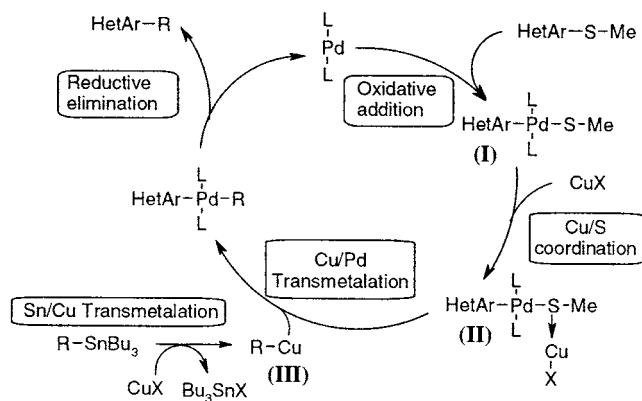 HetAr-R
L
Pd
L
HetAr-S-Me
Reductive
elimination
Oxidative
addition
L
HetAr-Pd-S-Me
L
(I)
CuX
L
HetAr-Pd-R
L
Cu/S
coordination
Cu/Pd
Transmetalation
L
HetAr-Pd-S-Me
L
(II)
Cu
X
Sn/Cu Transmetalation
R-SnBu3
R-Cu
(III)
CuX
Bu3SnX